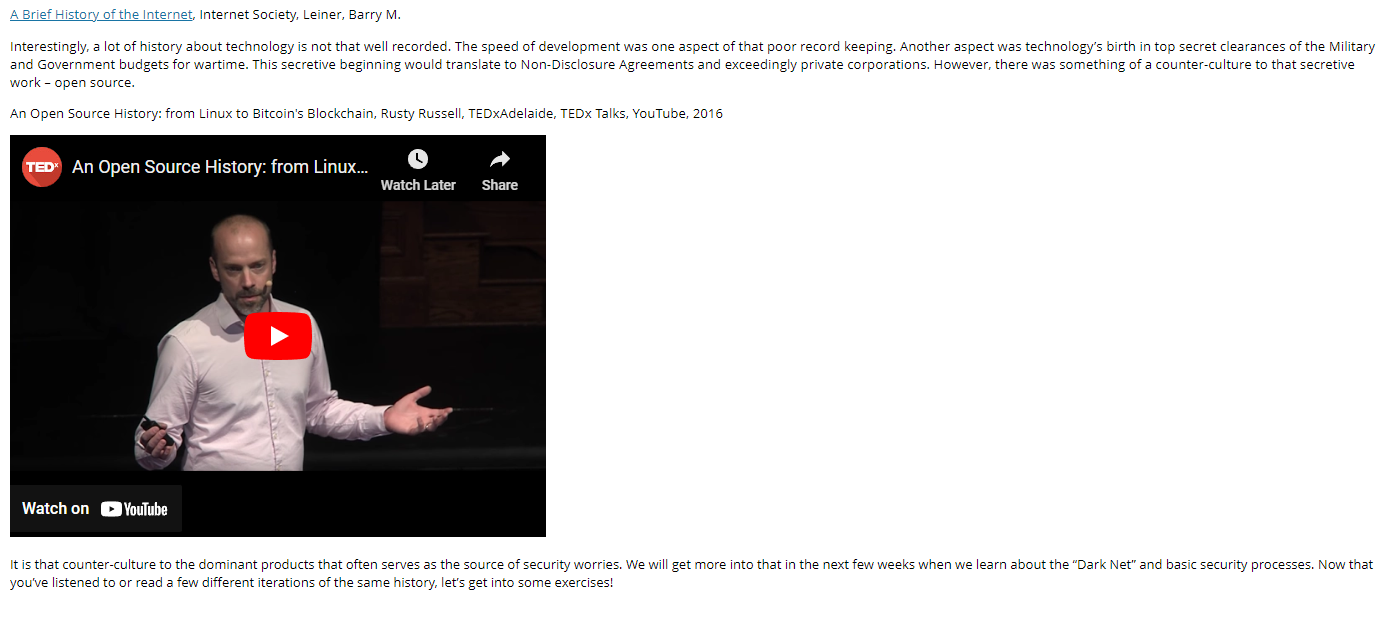 A Brief History of the Internet, Internet Society, Leiner, Barry M.
Interestingly, a lot of history about technology is not that well recorded. The speed of development was one aspect of that poor record keeping. Another aspect was technology’s birth in top secret clearances of the Military
and Government budgets for wartime. This secretive beginning would translate to Non-Disclosure Agreements and exceedingly private corporations. However, there was something of a counter-culture to that secretive
work – open source.
An Open Source History: from Linux to Bitcoin's Blockchain, Rusty Russell, TEDxAdelaide, TEDx Talks, YouTube, 2016
TEDx An Open Source History: from Linux...
Watch Later Share
Watch on YouTube
It is that counter-culture to the dominant products that often serves as the source of security worries. We will get more into that in the next few weeks when we learn about the “Dark Net” and basic security processes. Now that
you’ve listened to or read a few different iterations of the same history, let’s get into some exercises!